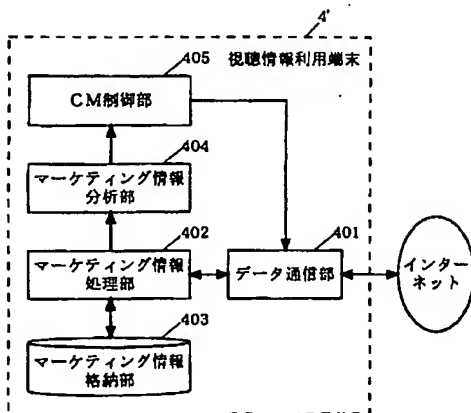 4'
視聴情報利用端末
405
CM制御部
404
マーケティング情報
分析部
402
マーケティング情報
処理部
401
データ通信部
インター
ネット
403
マーケティング情報
格納部